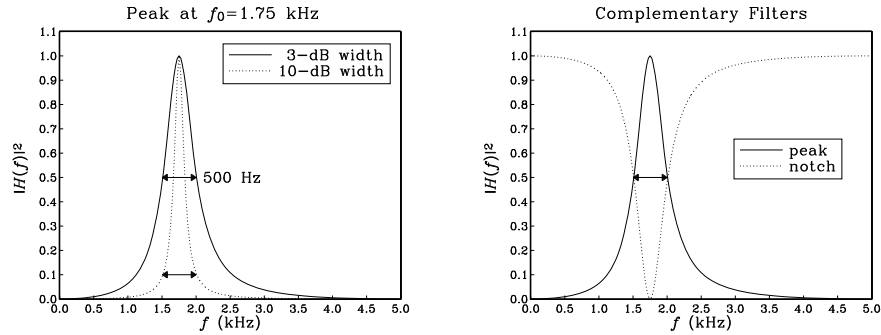 Peak at f0=1.75 kHz
1.1
1.0
0.9
0.8
0.7
0.6
0.5
0.4
0.3
0.2
0.1
0.0
|H(f)|²
3-dB width
10-dB width
500 Hz
0.0 0.5 1.0 1.5 2.0 2.5 3.0 3.5 4.0 4.5 5.0
f (kHz)
Complementary Filters
1.1
1.0
0.9
0.8
0.7
0.6
0.5
0.4
0.3
0.2
0.1
0.0
|H(f)|²
peak
notch
0.0 0.5 1.0 1.5 2.0 2.5 3.0 3.5 4.0 4.5 5.0
f (kHz)